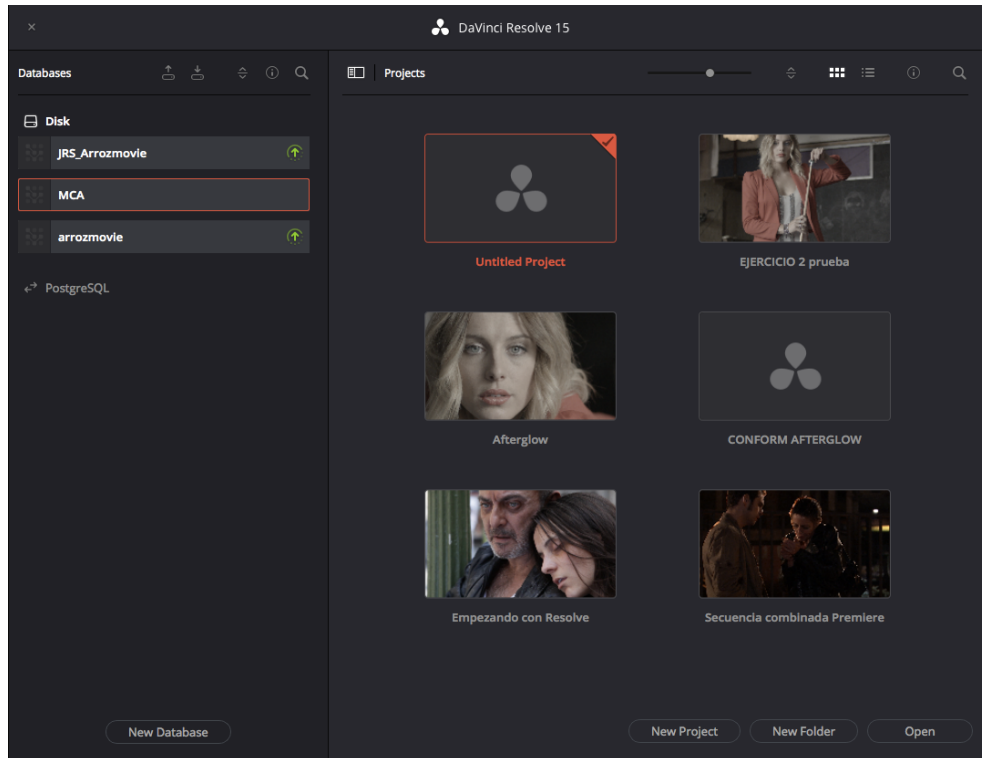 DaVinci Resolve 15
Databases
Projects
Disk
JRS_Arrozmovie
MCA
arrozmovie
PostgreSQL
Untitled Project
EJERCICIO 2 prueba
Afterglow
CONFORM AFTERGLOW
Empezando con Resolve
Secuencia combinada Premiere
New Database
New Project
New Folder
Open